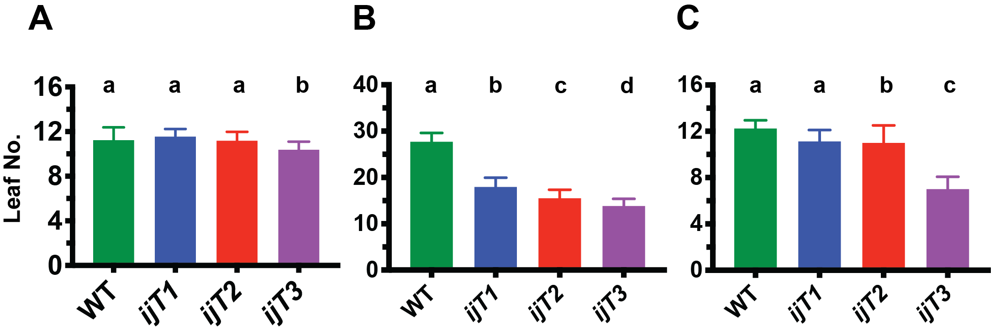 A
B
C
Leaf No.
16
12
8
4
0
a a a b
WT ijT1 ijT2 ijT3
40
30
20
10
0
a b c d
WT ijT1 ijT2 ijT3
16
12
8
4
0
a a b c
WT ijT1 ijT2 ijT3